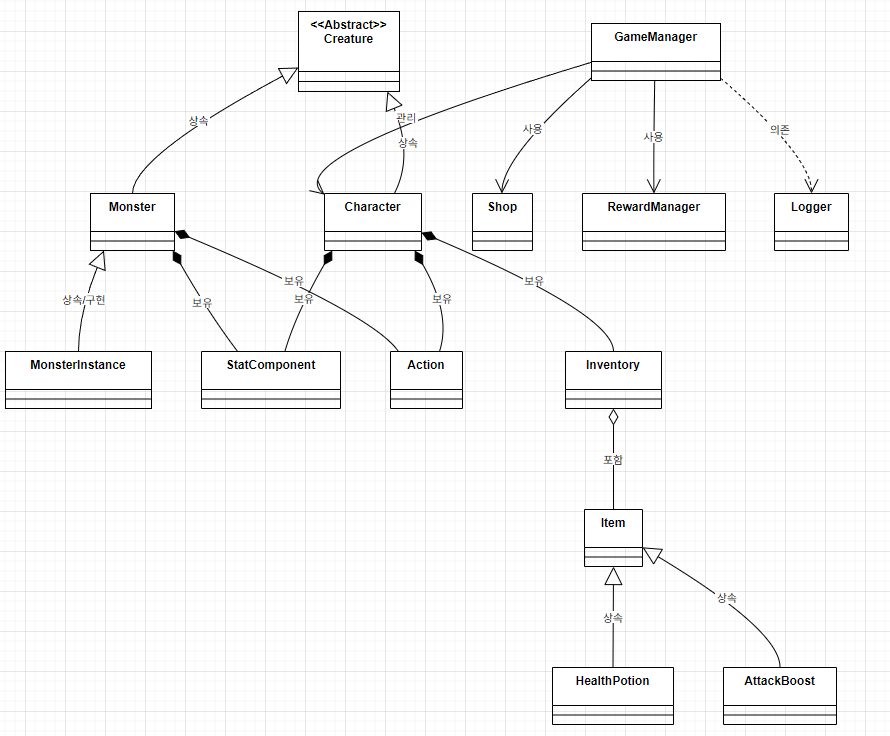 <<Abstract>>
Creature
GameManager
관리
상속
상속
사용
사용
의존
Monster
Character
Shop
RewardManager
Logger
보유
보유
상속/구현
보유
보유
보유
MonsterInstance
StatComponent
Action
Inventory
포함
Item
상속
상속
HealthPotion
AttackBoost